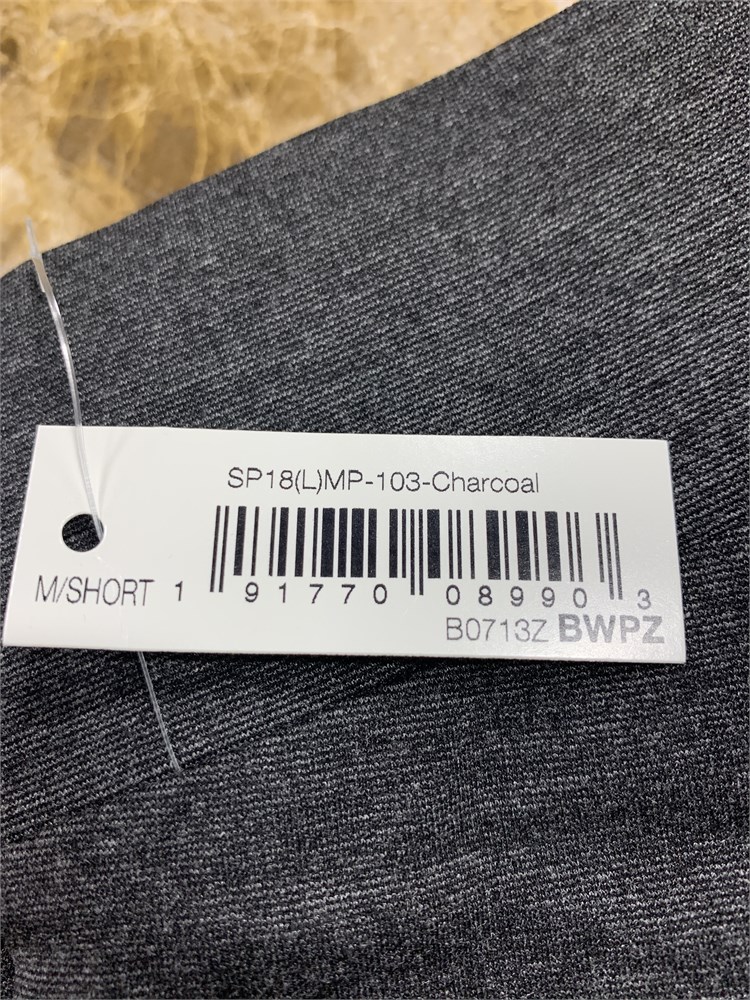 SP18(L)MP-103-Charcoal
M/SHORT 1 91770 08990 3
B0713Z BWPZ